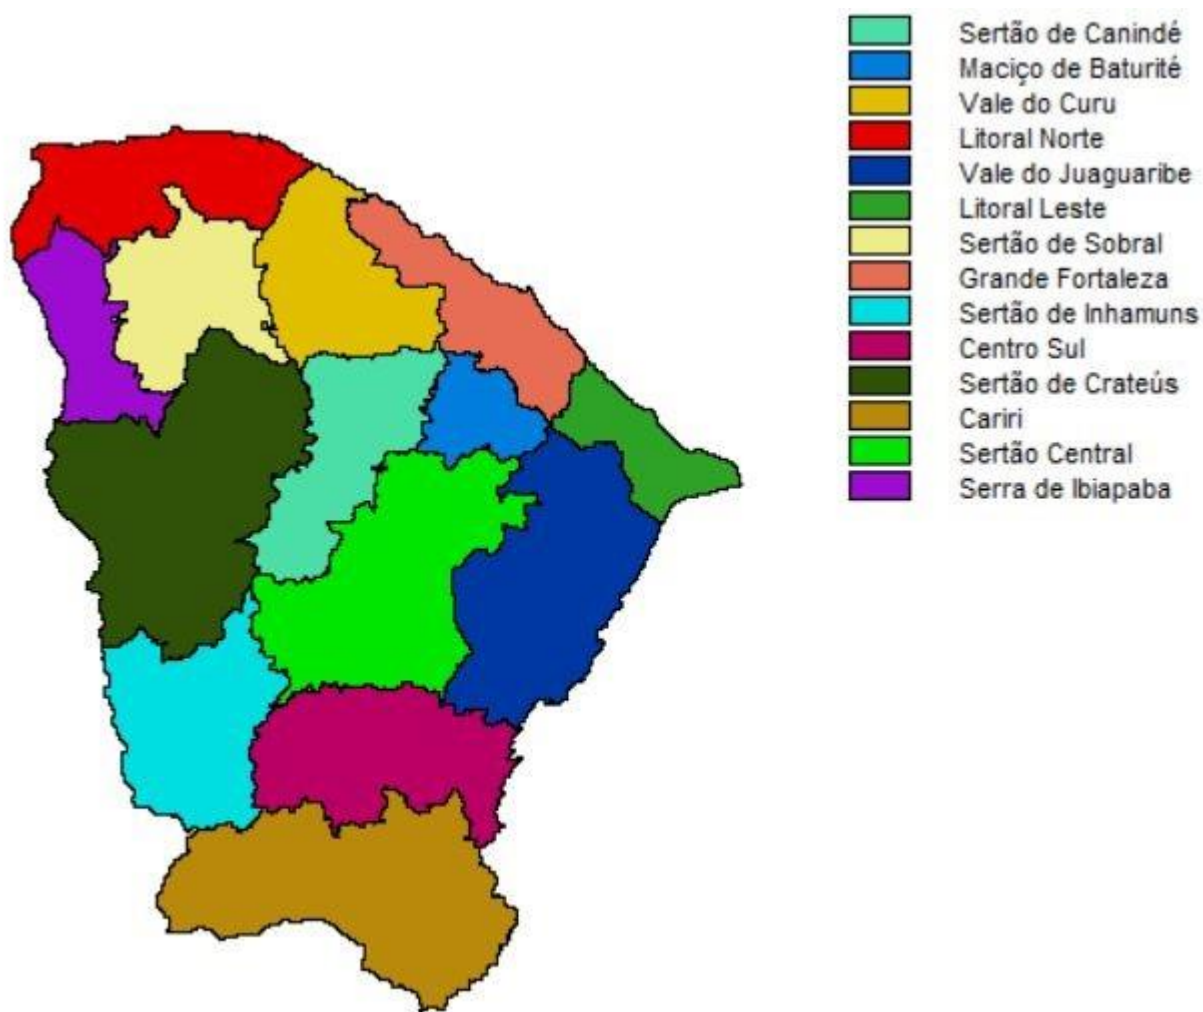 Sertão de Canindé
Maciço de Baturité
Vale do Curu
Litoral Norte
Vale do Juaguaribe
Litoral Leste
Sertão de Sobral
Grande Fortaleza
Sertão de Inhamuns
Centro Sul
Sertão de Crateús
Cariri
Sertão Central
Serra de Ibiapaba